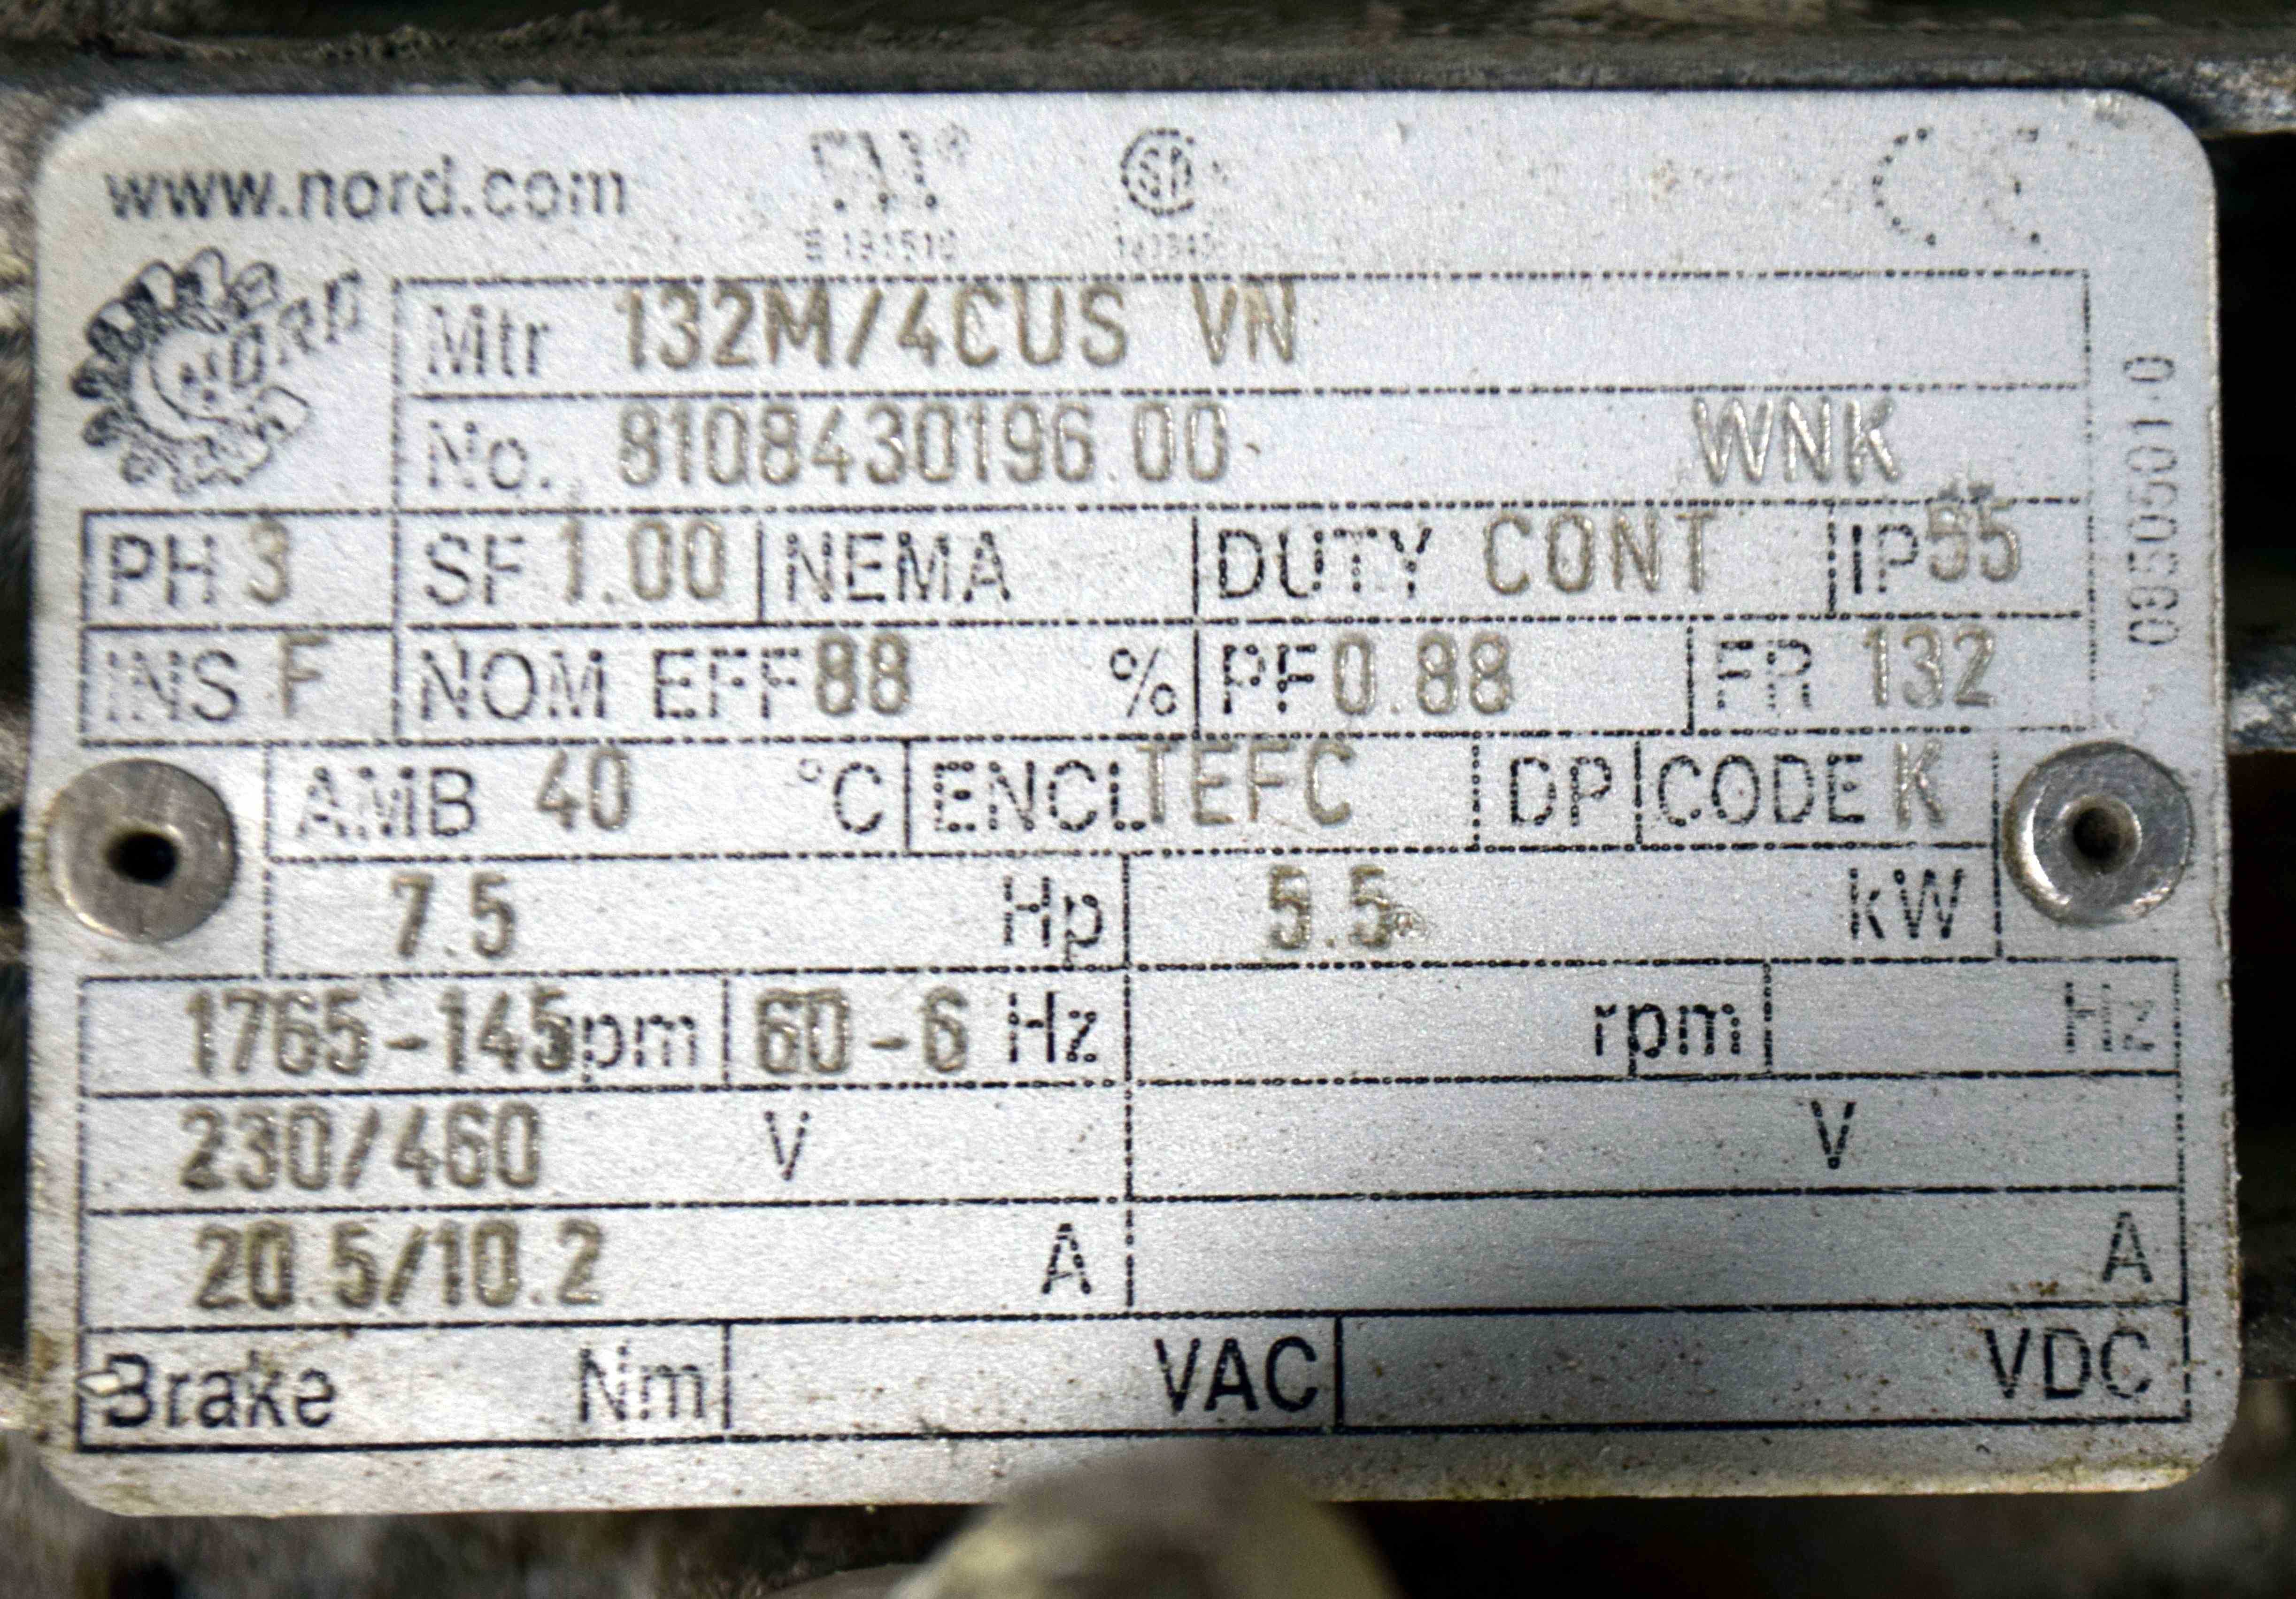 www.nord.com
NORD
Mtr 132M/4CUS VN
No. 8108430196.00 WNK
PH 3 SF 1.00 NEMA DUTY CONT IP 55
INS F NOM EFF 88 % PF 0.88 FR 132
AMB 40 °C ENCL TEFC DP CODE K
7.5 Hp 5.5 kW
1765-145 rpm 60-6 Hz rpm Hz
230/460 V V
20.5/10.2 A A
Brake Nm VAC VDC